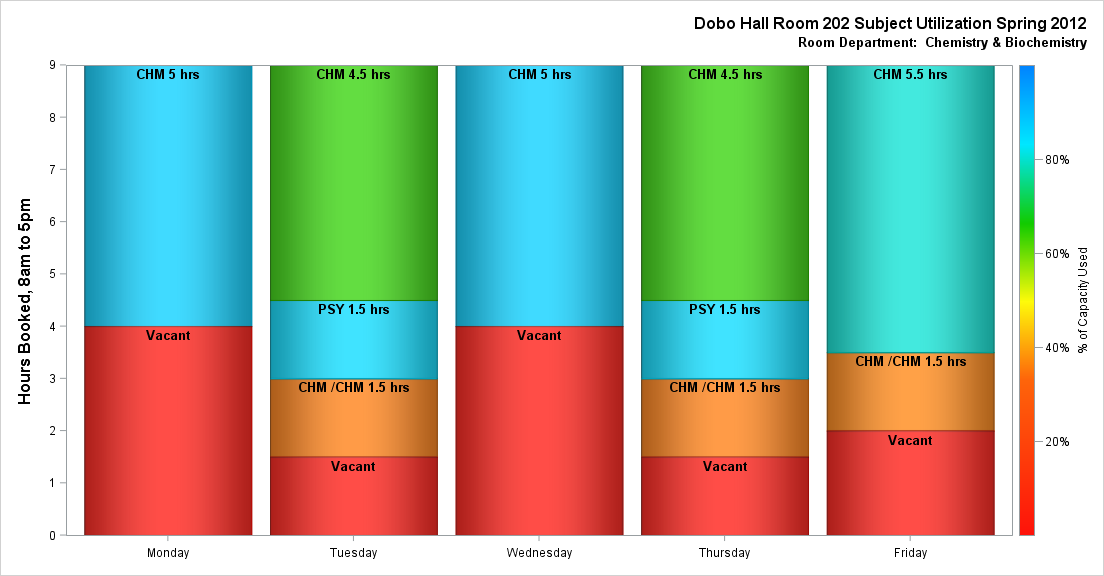 Dobo Hall Room 202 Subject Utilization Spring 2012
Room Department:  Chemistry & Biochemistry
Hours Booked, 8am to 5pm
9
8
7
6
5
4
3
2
1
0
CHM 5 hrs
Vacant
CHM 4.5 hrs
PSY 1.5 hrs
CHM /CHM 1.5 hrs
Vacant
CHM 5 hrs
Vacant
CHM 4.5 hrs
PSY 1.5 hrs
CHM /CHM 1.5 hrs
Vacant
CHM 5.5 hrs
CHM /CHM 1.5 hrs
Vacant
Monday
Tuesday
Wednesday
Thursday
Friday
80%
60%
40%
20%
% of Capacity Used